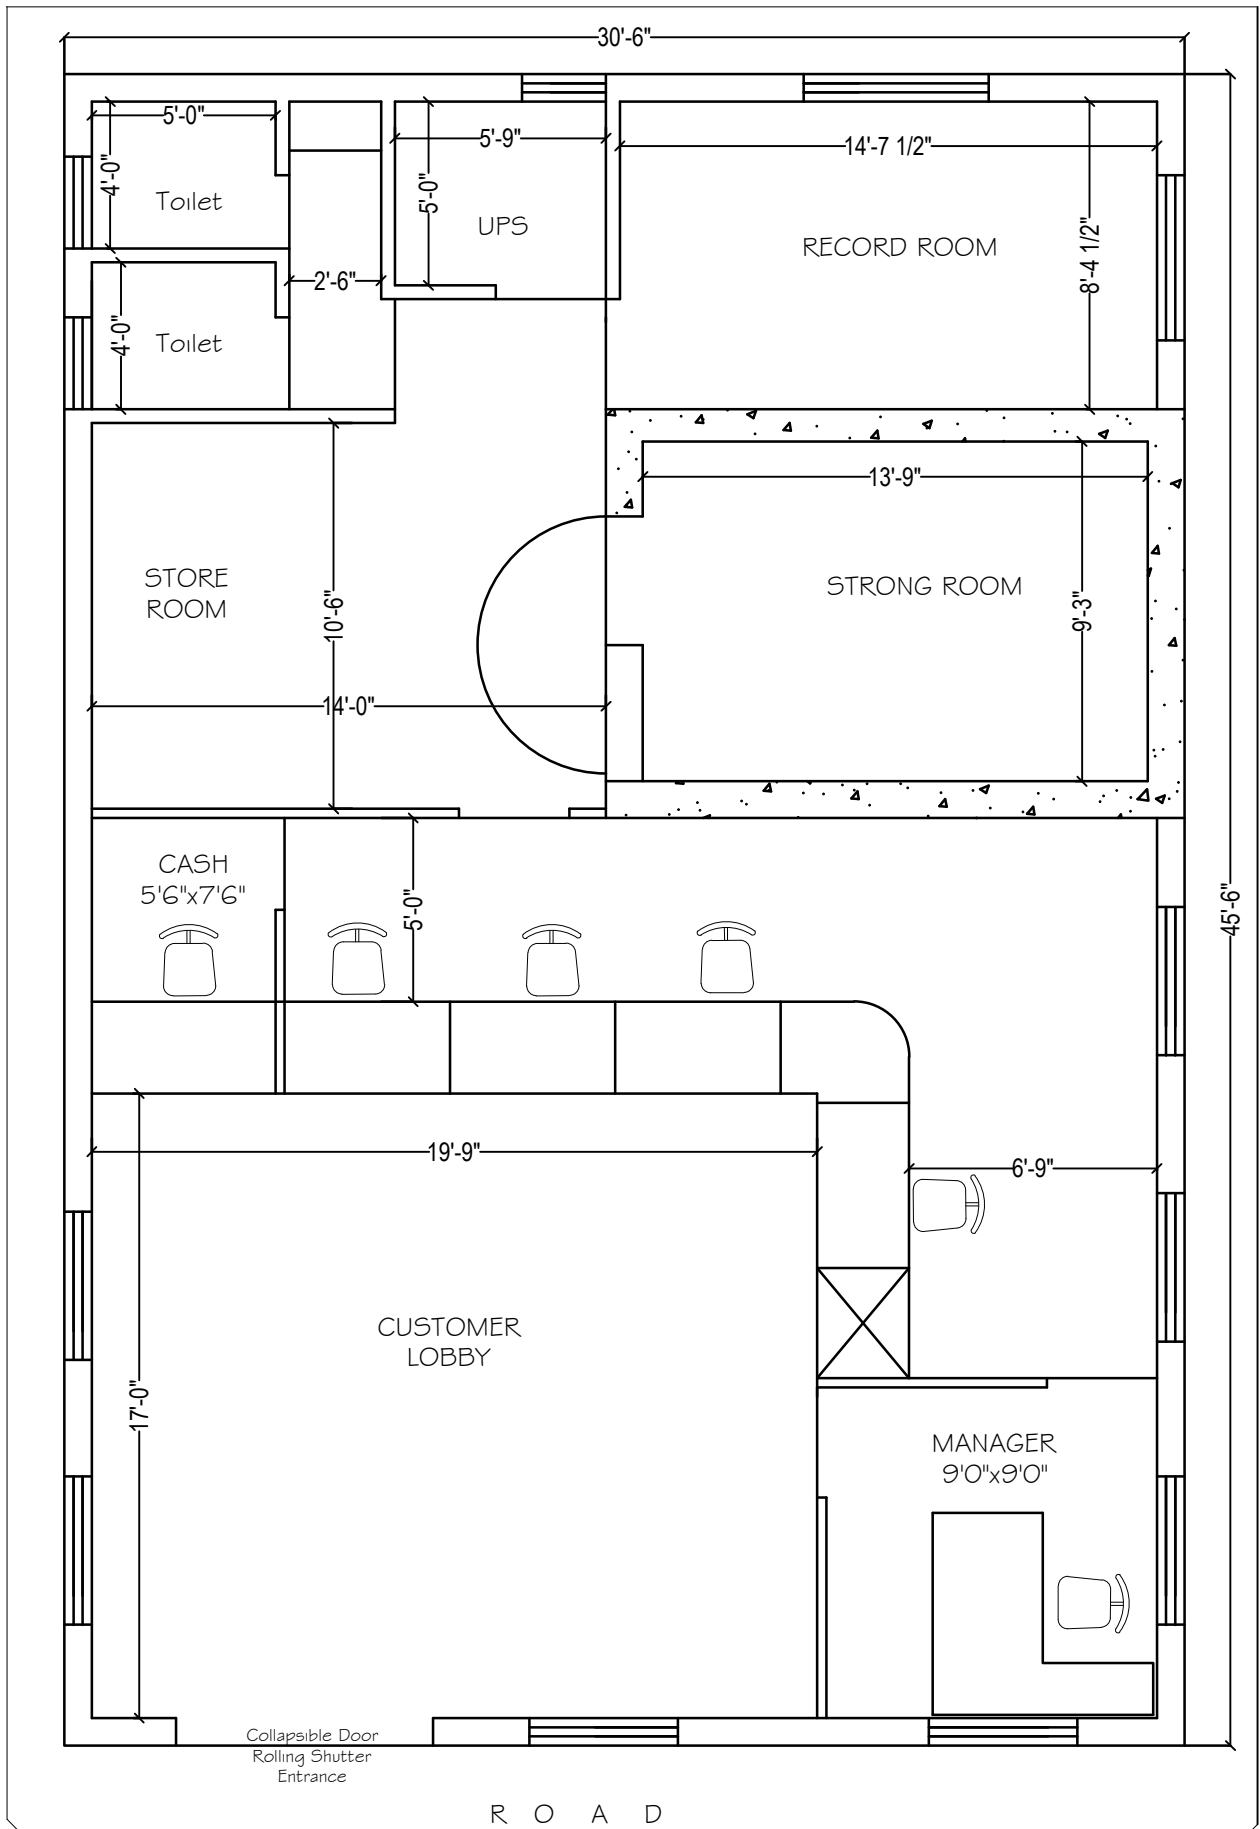 30'-6"
5'-0"
5'-9"
14'-7 1/2"
4'-0"
5'-0"
Toilet
UPS
RECORD ROOM
8'-4 1/2"
2'-6"
4'-0"
Toilet
13'-9"
STORE
ROOM
10'-6"
STRONG ROOM
9'-3"
14'-0"
CASH
5'6"x7'6"
5'-0"
45'-6"
19'-9"
6'-9"
CUSTOMER
LOBBY
17'-0"
MANAGER
9'0"x9'0"
Collapsible Door
Rolling Shutter
Entrance
R O A D